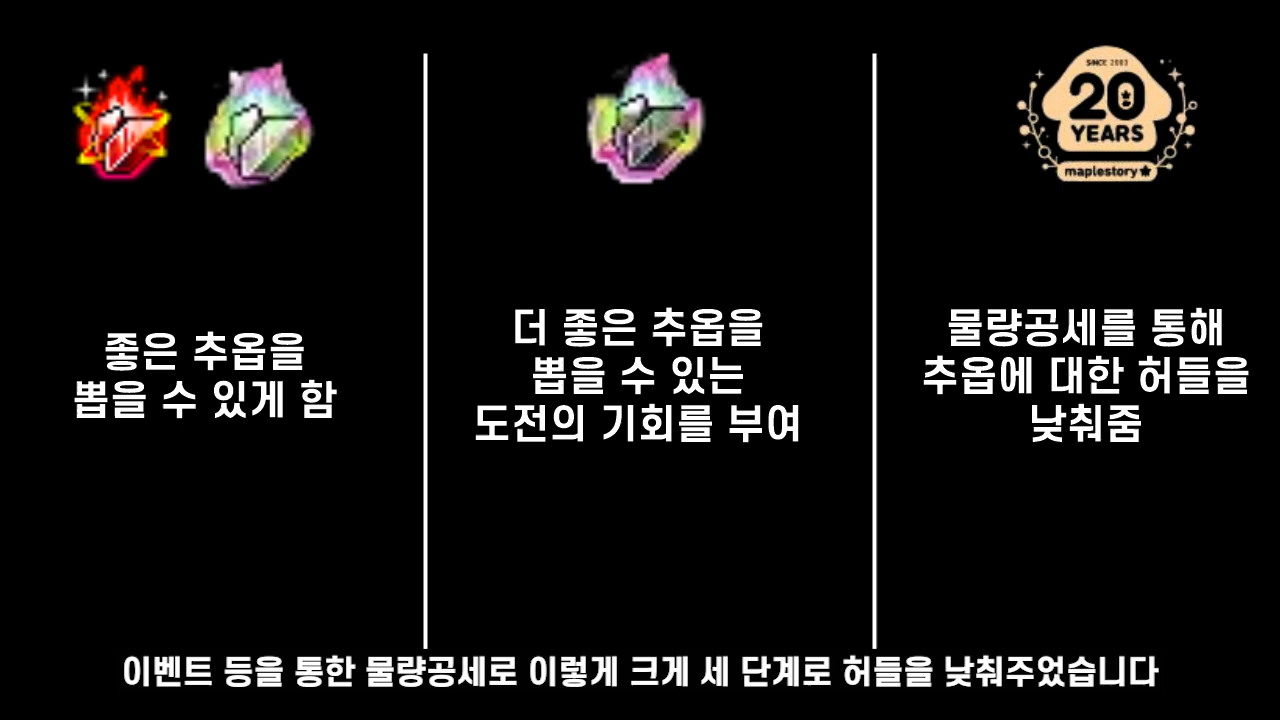 SINCE 2003
20
YEARS
maplestory
좋은 추옵을
뽑을 수 있게 함
더 좋은 추옵을
뽑을 수 있는
도전의 기회를 부여
물량공세를 통해
추옵에 대한 허들을
낮춰줌
이벤트 등을 통한 물량공세로 이렇게 크게 세 단계로 허들을 낮춰주었습니다